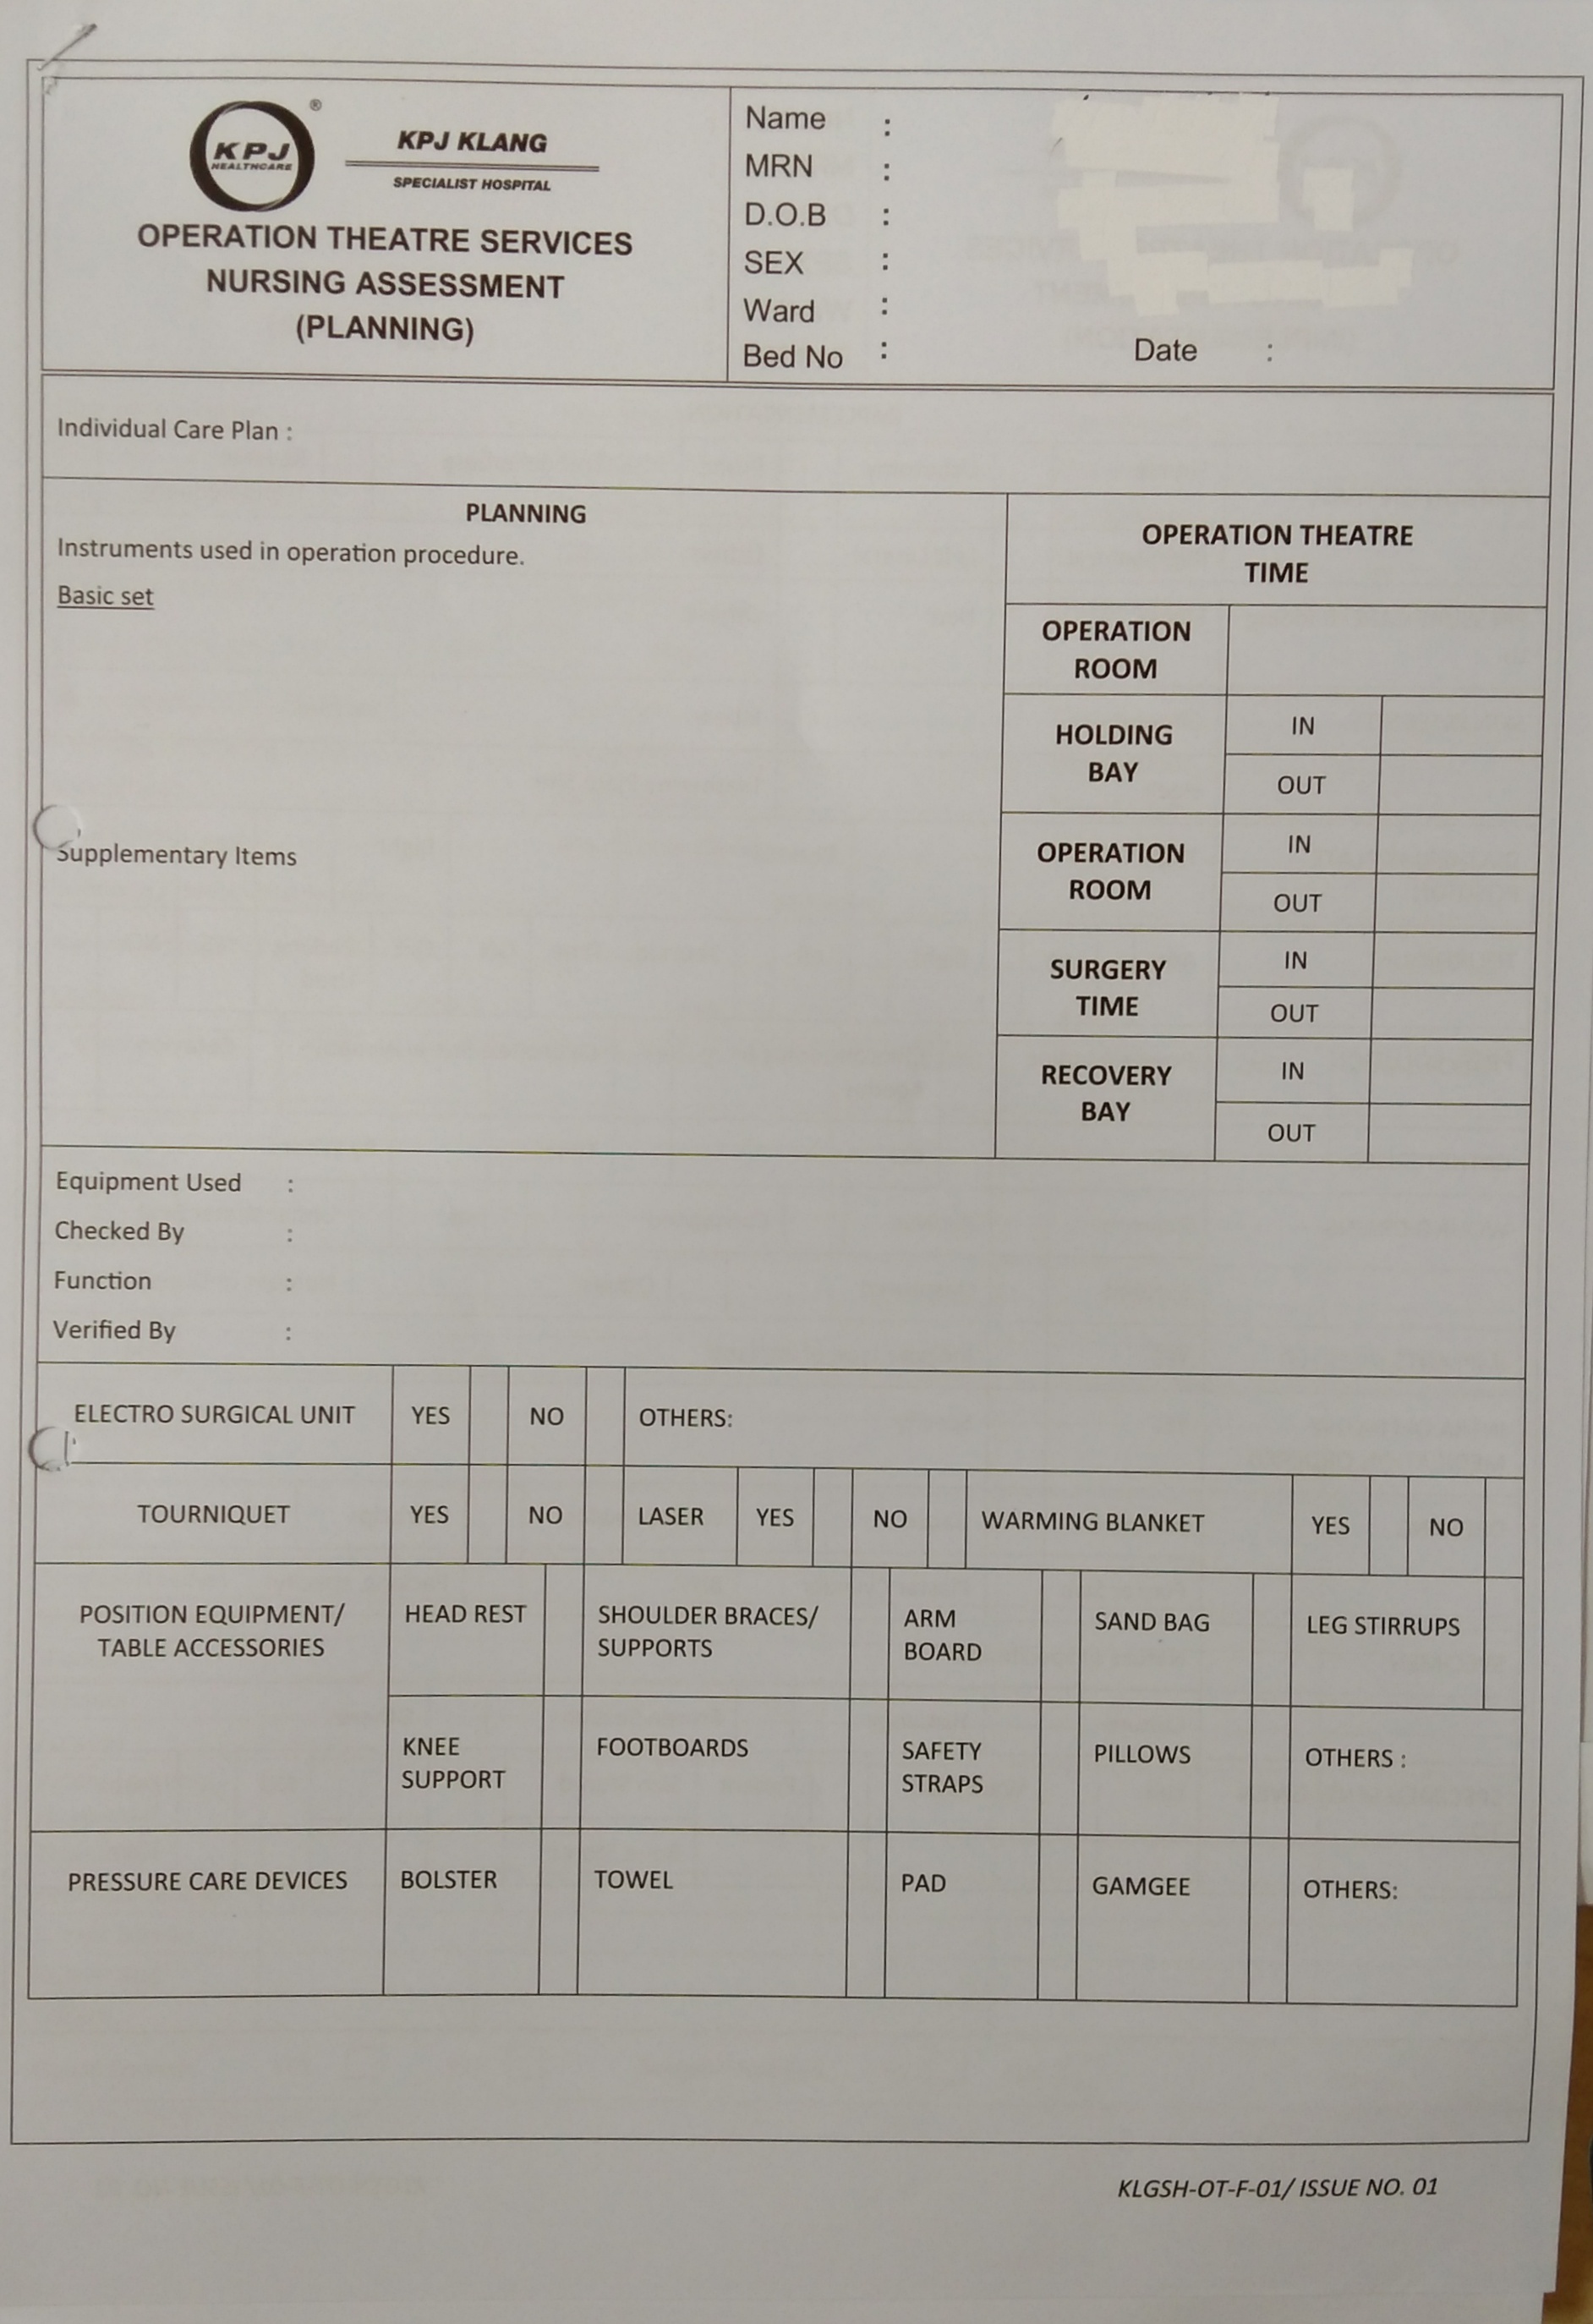 KPJ
HEALTHCARE
®
KPJ KLANG
SPECIALIST HOSPITAL
OPERATION THEATRE SERVICES
NURSING ASSESSMENT
(PLANNING)
Name :
MRN :
D.O.B :
SEX :
Ward :
Bed No : Date :
Individual Care Plan :
PLANNING
Instruments used in operation procedure.
Basic set
Supplementary Items
OPERATION THEATRE
TIME
OPERATION
ROOM
HOLDING
BAY
IN
OUT
OPERATION
ROOM
IN
OUT
SURGERY
TIME
IN
OUT
RECOVERY
BAY
IN
OUT
Equipment Used :
Checked By :
Function :
Verified By :
ELECTRO SURGICAL UNIT YES NO OTHERS:
TOURNIQUET YES NO LASER YES NO WARMING BLANKET YES NO
POSITION EQUIPMENT/
TABLE ACCESSORIES
HEAD REST
SHOULDER BRACES/
SUPPORTS
ARM
BOARD
SAND BAG
LEG STIRRUPS
KNEE
SUPPORT
FOOTBOARDS
SAFETY
STRAPS
PILLOWS
OTHERS :
PRESSURE CARE DEVICES BOLSTER TOWEL PAD GAMGEE OTHERS:
KLGSH-OT-F-01/ ISSUE NO. 01